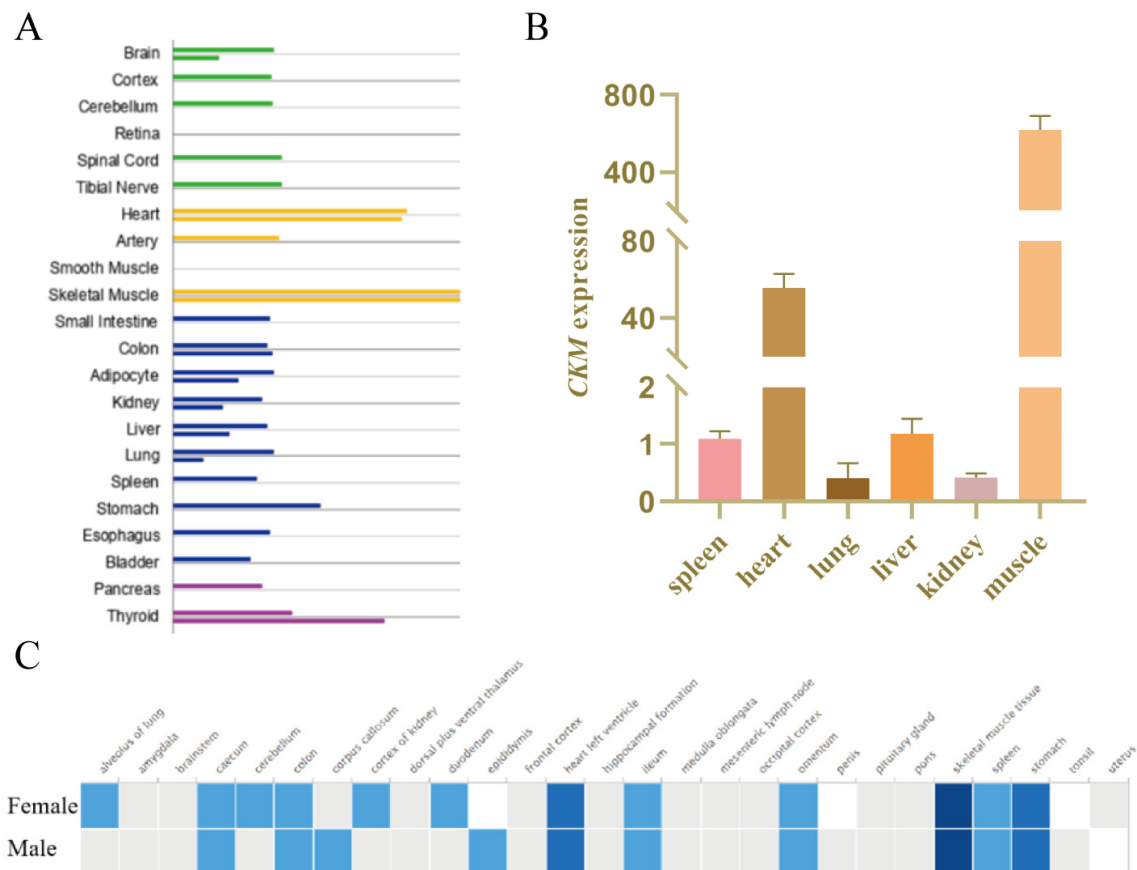 A
Brain
Cortex
Cerebellum
Retina
Spinal Cord
Tibial Nerve
Heart
Artery
Smooth Muscle
Skeletal Muscle
Small Intestine
Colon
Adipocyte
Kidney
Liver
Lung
Spleen
Stomach
Esophagus
Bladder
Pancreas
Thyroid
B
CKM expression
800
400
80
40
2
1
0
spleen
heart
lung
liver
kidney
muscle
C
alveolus of lung
amygdala
brainstem
caecum
cerebellum
colon
corpus callosum
cortex of kidney
dorsal plus ventral thalamus
duodenum
epididymis
frontal cortex
heart left ventricle
hippocampal formation
ileum
medulla oblongata
mesenteric lymph node
occipital cortex
omentum
penis
pituitary gland
pons
skeletal muscle tissue
spleen
stomach
tonsil
uterus
Female
Male